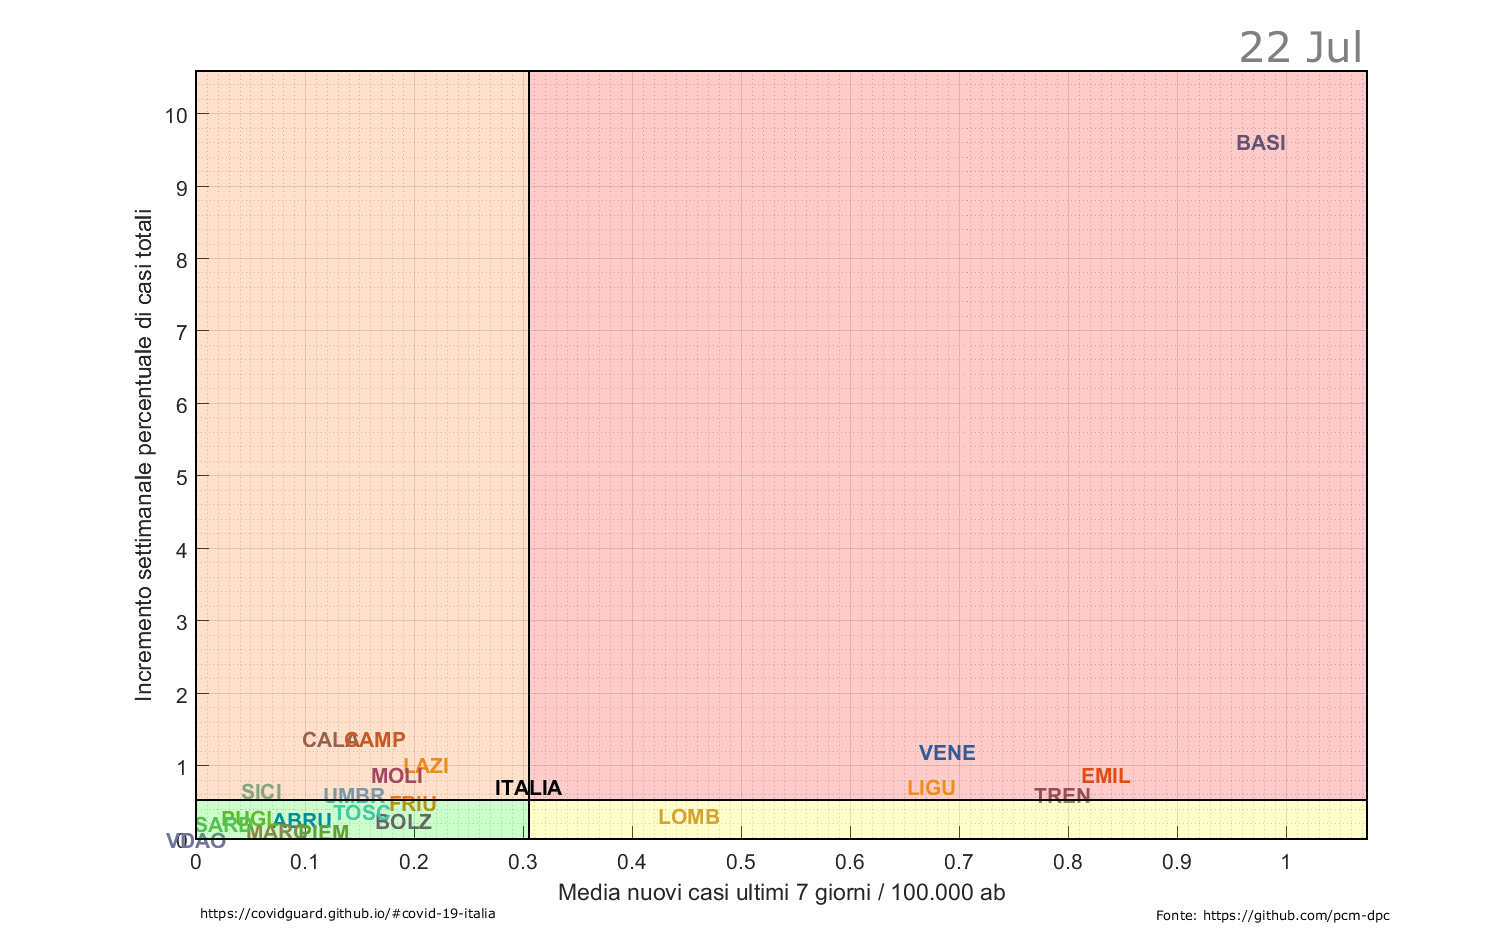 22 Jul
Incremento settimanale percentuale di casi totali
10
9
8
7
6
5
4
3
2
1
0
BASI
CALA
CAMP
VENE
LAZI
MOLI
EMIL
SICI
ITALIA
LIGU
UMBR
TREN
FRIU
TOSC
PUGL
ABRU
BOLZ
LOMB
SARD
MARC
PIEM
VDAO
0 0.1 0.2 0.3 0.4 0.5 0.6 0.7 0.8 0.9 1
Media nuovi casi ultimi 7 giorni / 100.000 ab
https://covidguard.github.io/#covid-19-italia
Fonte: https://github.com/pcm-dpc